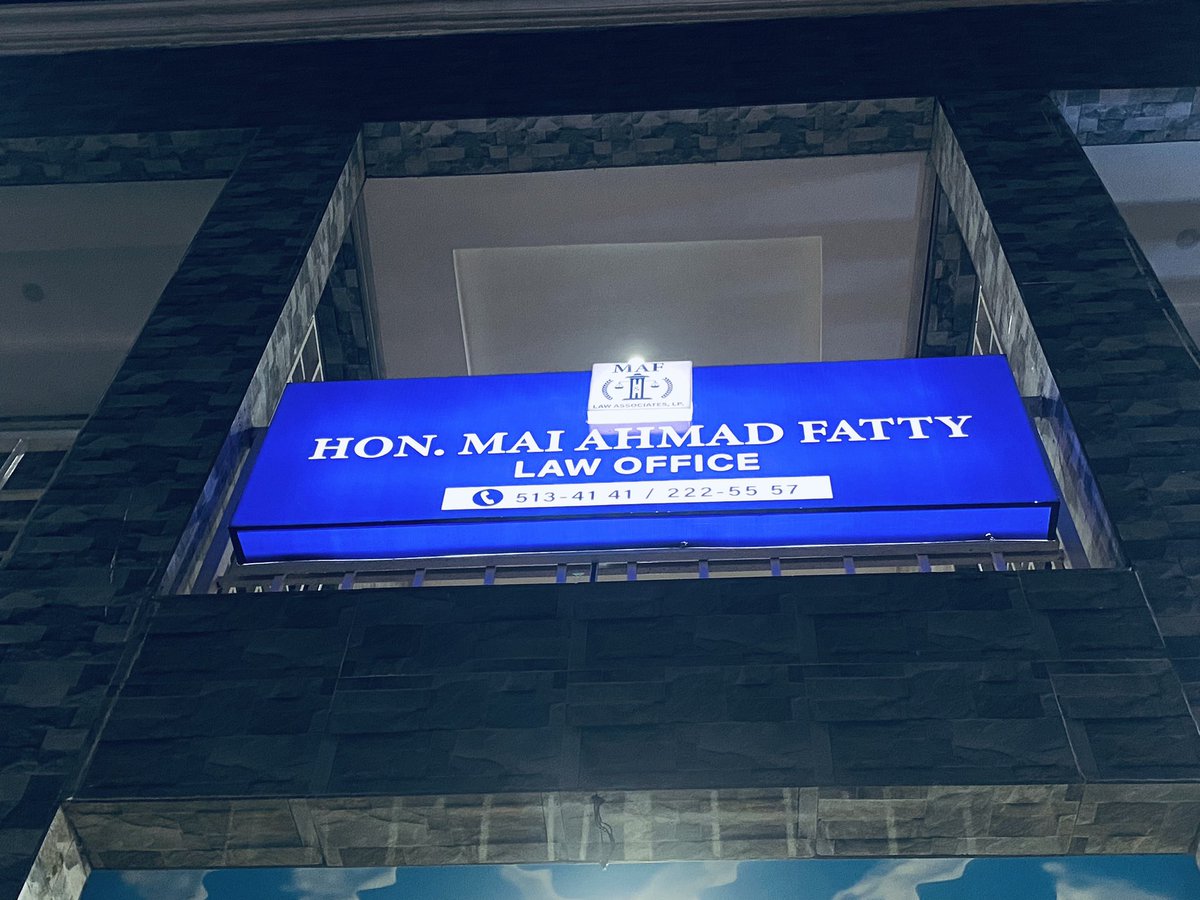 MAF
LAW ASSOCIATES, LP.
HON. MAI AHMAD FATTY
LAW OFFICE
513-41 41 / 222-55 57